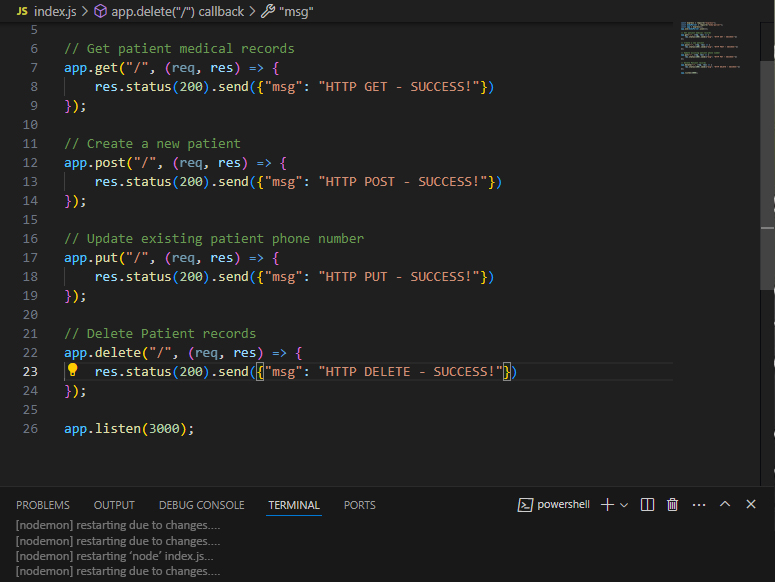 JS index.js > app.delete("/") callback > "msg"
5
6 // Get patient medical records
7 app.get("/", (req, res) => {
8 res.status(200).send({"msg": "HTTP GET - SUCCESS!"})
9 });
10
11 // Create a new patient
12 app.post("/", (req, res) => {
13 res.status(200).send({"msg": "HTTP POST - SUCCESS!"})
14 });
15
16 // Update existing patient phone number
17 app.put("/", (req, res) => {
18 res.status(200).send({"msg": "HTTP PUT - SUCCESS!"})
19 });
20
21 // Delete Patient records
22 app.delete("/", (req, res) => {
23 res.status(200).send({"msg": "HTTP DELETE - SUCCESS!"})
24 });
25
26 app.listen(3000);
PROBLEMS OUTPUT DEBUG CONSOLE TERMINAL PORTS powershell
[nodemon] restarting due to changes....
[nodemon] restarting due to changes....
[nodemon] restarting ‘node’ index.js...
[nodemon] restarting due to changes....